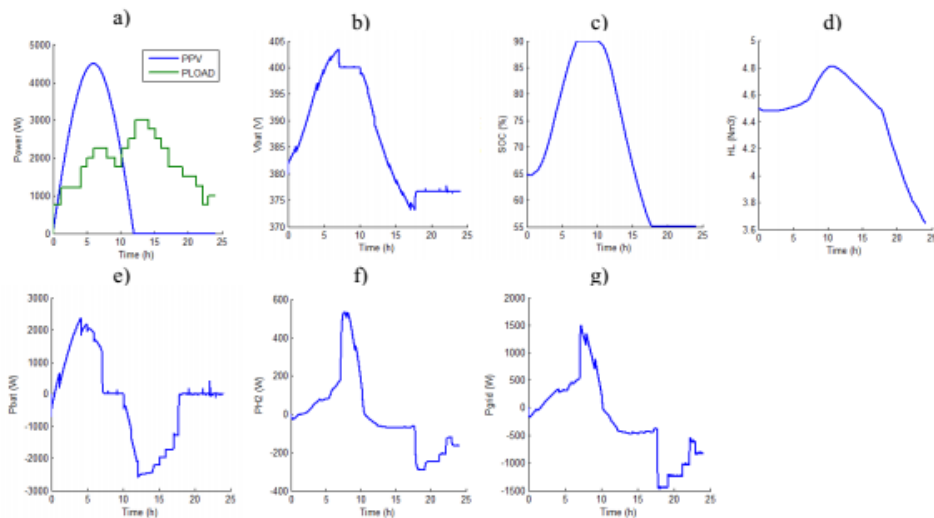 a)
b)
c)
d)
5000
4000
3000
2000
1000
0
Power (W)
PPV
PLOAD
0 5 10 15 20 25
Time (h)
405
400
395
390
385
380
375
370
Vbat (V)
0 5 10 15 20 25
Time (h)
90
85
80
75
70
65
60
55
SOC (%)
0 5 10 15 20 25
Time (h)
5
4.8
4.6
4.4
4.2
4
3.8
3.6
HL (Nm3)
0 5 10 15 20 25
Time (h)
e)
f)
g)
3000
2000
1000
0
-1000
-2000
-3000
Pbat (W)
0 5 10 15 20 25
Time (h)
600
400
200
0
-200
-400
PH2 (W)
0 5 10 15 20 25
Time (h)
2000
1500
1000
500
0
-500
-1000
-1500
Pgrid (W)
0 5 10 15 20 25
Time (h)